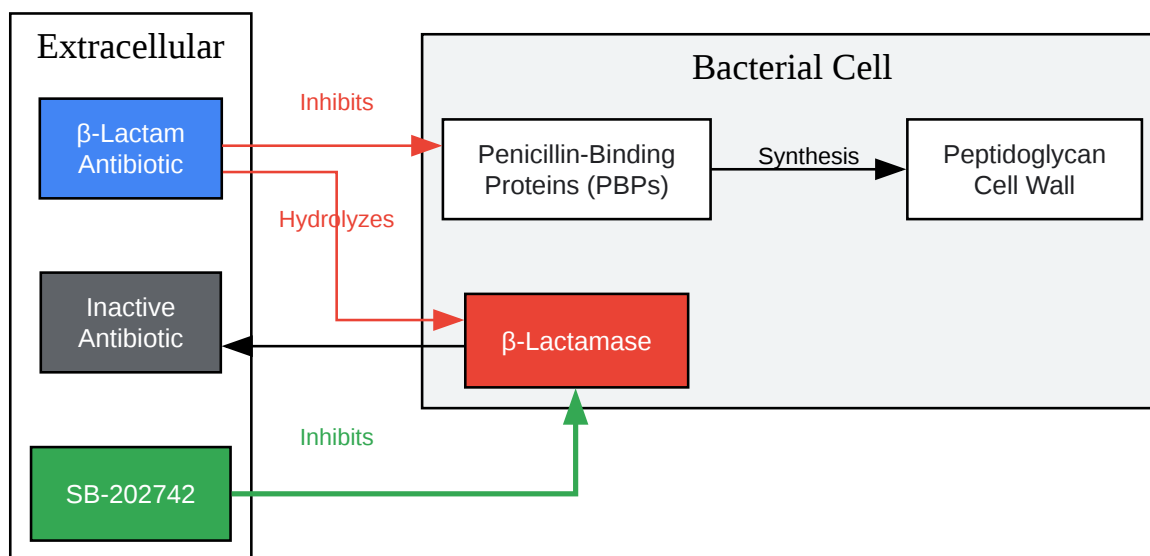 Extracellular
Bacterial Cell
β-Lactam
Antibiotic
Inhibits
Penicillin-Binding
Proteins (PBPs)
Synthesis
Peptidoglycan
Cell Wall
Hydrolyzes
Inactive
Antibiotic
β-Lactamase
Inhibits
SB-202742